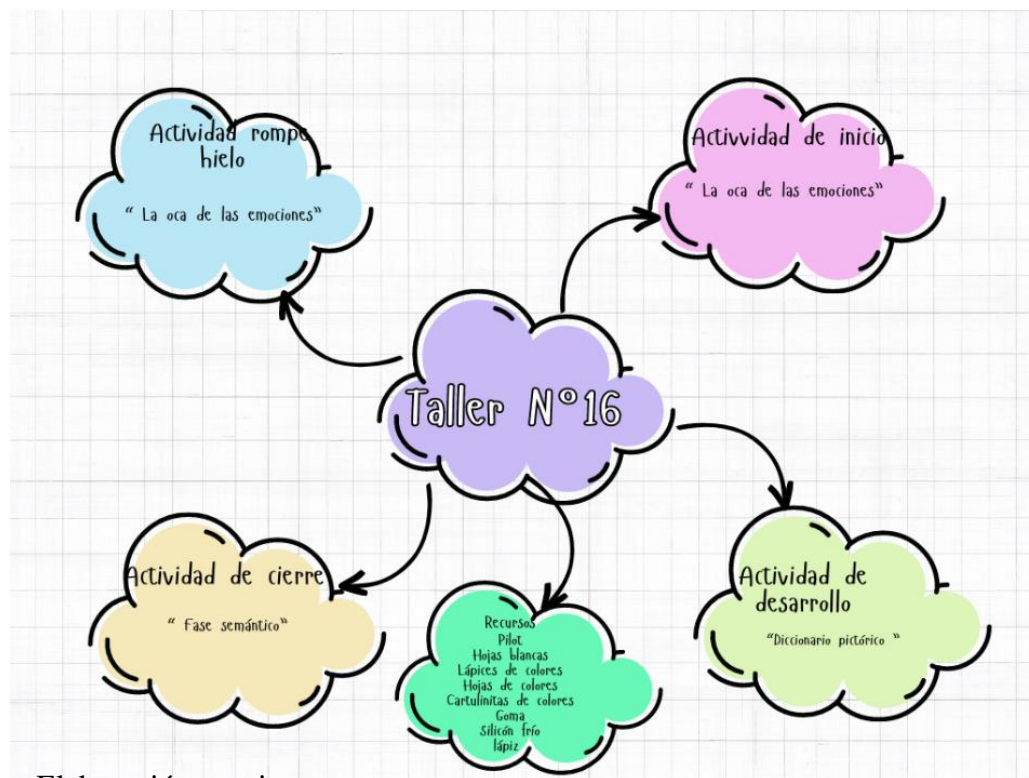 Actividad rompe
hielo
" La oca de las emociones"
Activvidad de inicio
" La oca de las emociones"
Taller N°16
Actividad de cierre
" Fase semántico"
Recursos
Pilot
Hojas blancas
Lápices de colores
Hojas de colores
Cartulinitas de colores
Goma
Silicón frío
lápiz
Actividad de
desarrollo
"Diccionario pictórico "